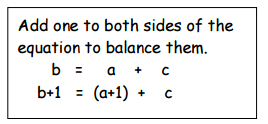 Add one to both sides of the
equation to balance them.
b = a + c
b+1 = (a+1) + c